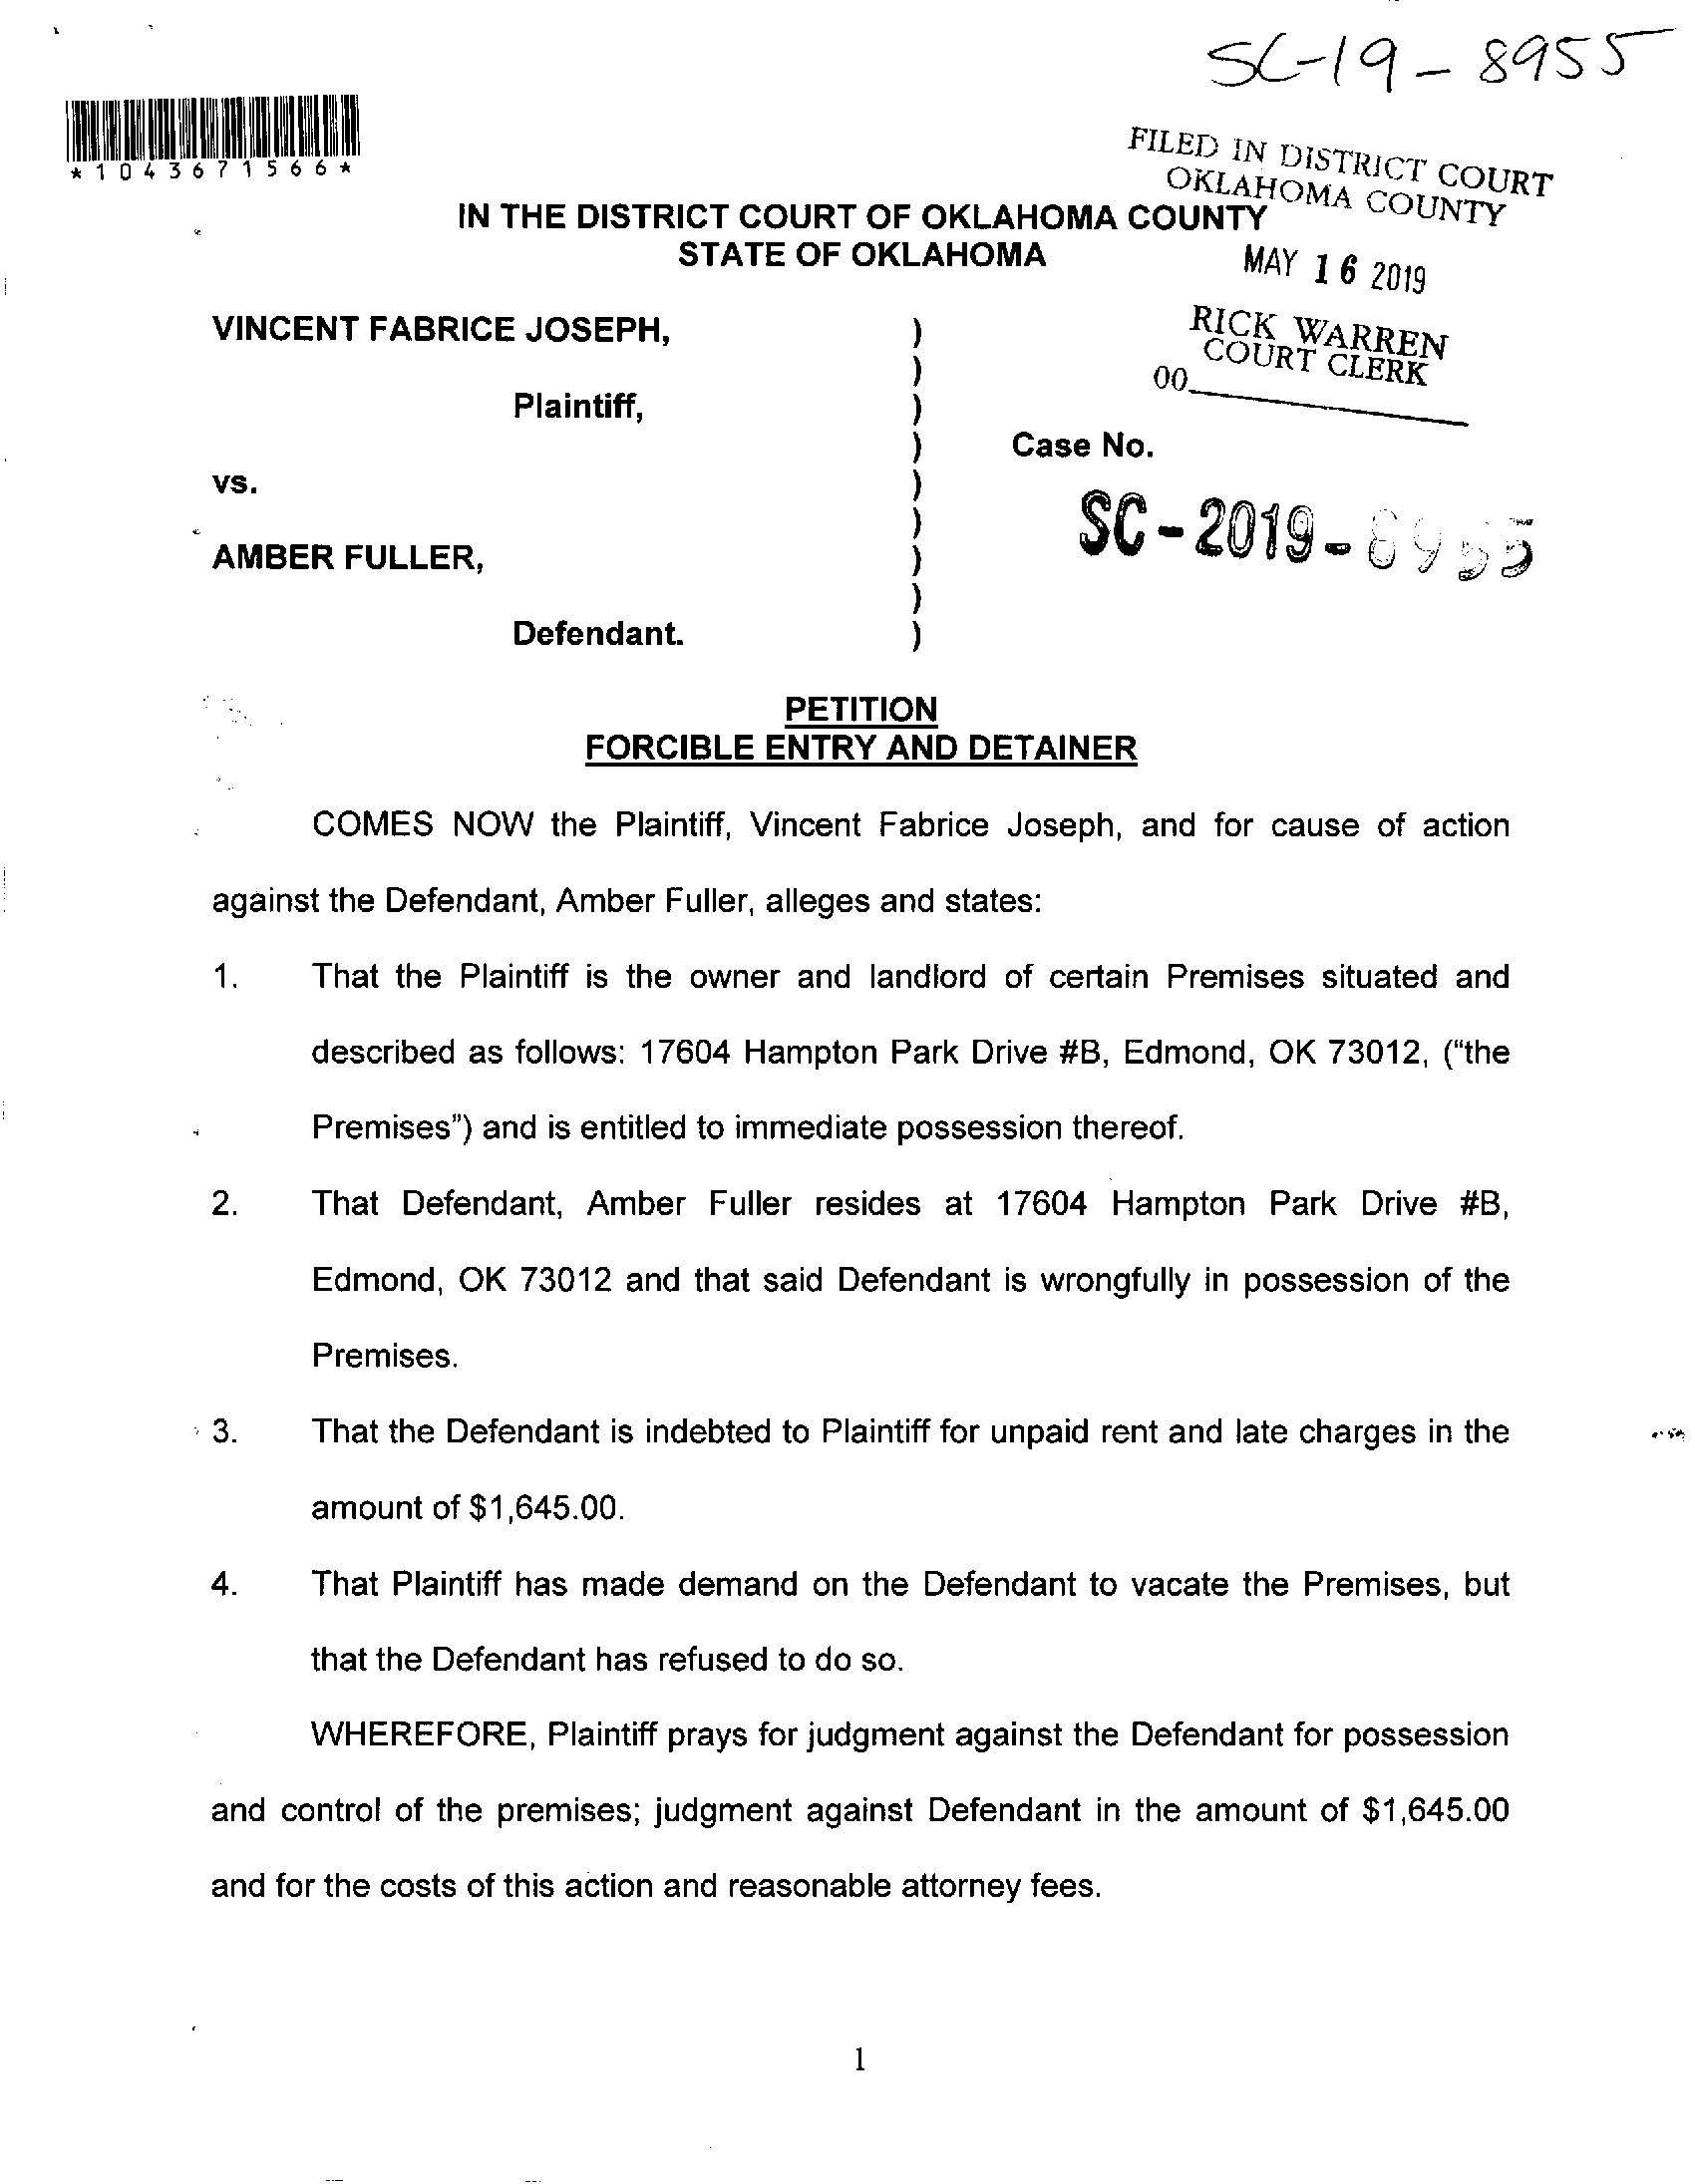 SC-19-8955
*1043671566*
FILED IN DISTRICT COURT
OKLAHOMA COUNTY
IN THE DISTRICT COURT OF OKLAHOMA COUNTY
STATE OF OKLAHOMA
MAY 16 2019
RICK WARREN
COURT CLERK
00
VINCENT FABRICE JOSEPH, )
)
Plaintiff, )
) Case No.
vs. )
) SC-2019-8955
AMBER FULLER, )
)
Defendant. )
PETITION
FORCIBLE ENTRY AND DETAINER
COMES NOW the Plaintiff, Vincent Fabrice Joseph, and for cause of action
against the Defendant, Amber Fuller, alleges and states:
1. That the Plaintiff is the owner and landlord of certain Premises situated and
described as follows: 17604 Hampton Park Drive #B, Edmond, OK 73012, (“the
Premises”) and is entitled to immediate possession thereof.
2. That Defendant, Amber Fuller resides at 17604 Hampton Park Drive #B,
Edmond, OK 73012 and that said Defendant is wrongfully in possession of the
Premises.
3. That the Defendant is indebted to Plaintiff for unpaid rent and late charges in the
amount of $1,645.00.
4. That Plaintiff has made demand on the Defendant to vacate the Premises, but
that the Defendant has refused to do so.
WHEREFORE, Plaintiff prays for judgment against the Defendant for possession
and control of the premises; judgment against Defendant in the amount of $1,645.00
and for the costs of this action and reasonable attorney fees.
1